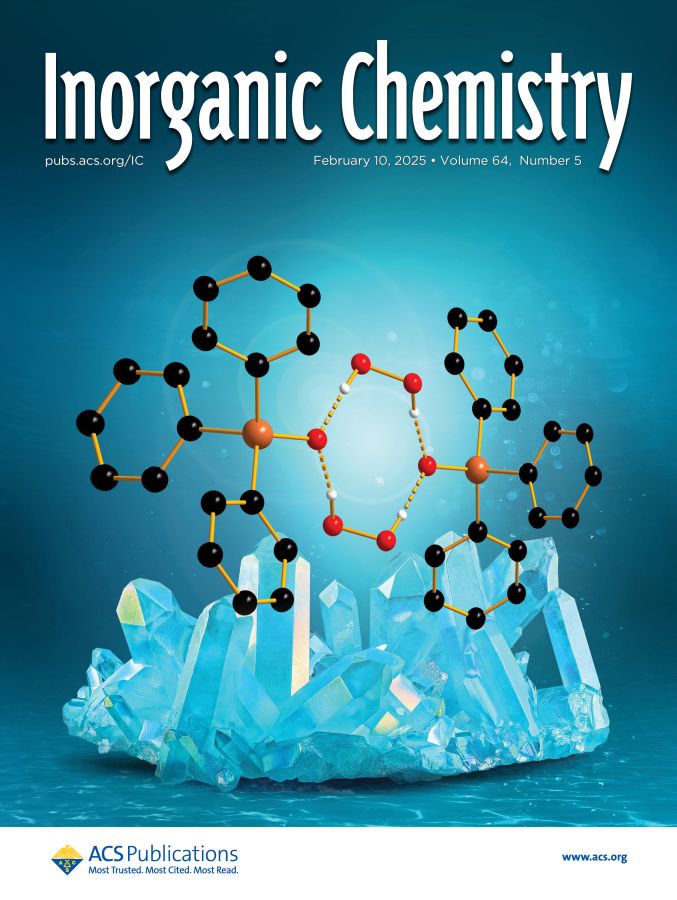 Inorganic Chemistry
pubs.acs.org/IC
February 10, 2025 • Volume 64, Number 5
ACS
ACS Publications
Most Trusted. Most Cited. Most Read.
www.acs.org